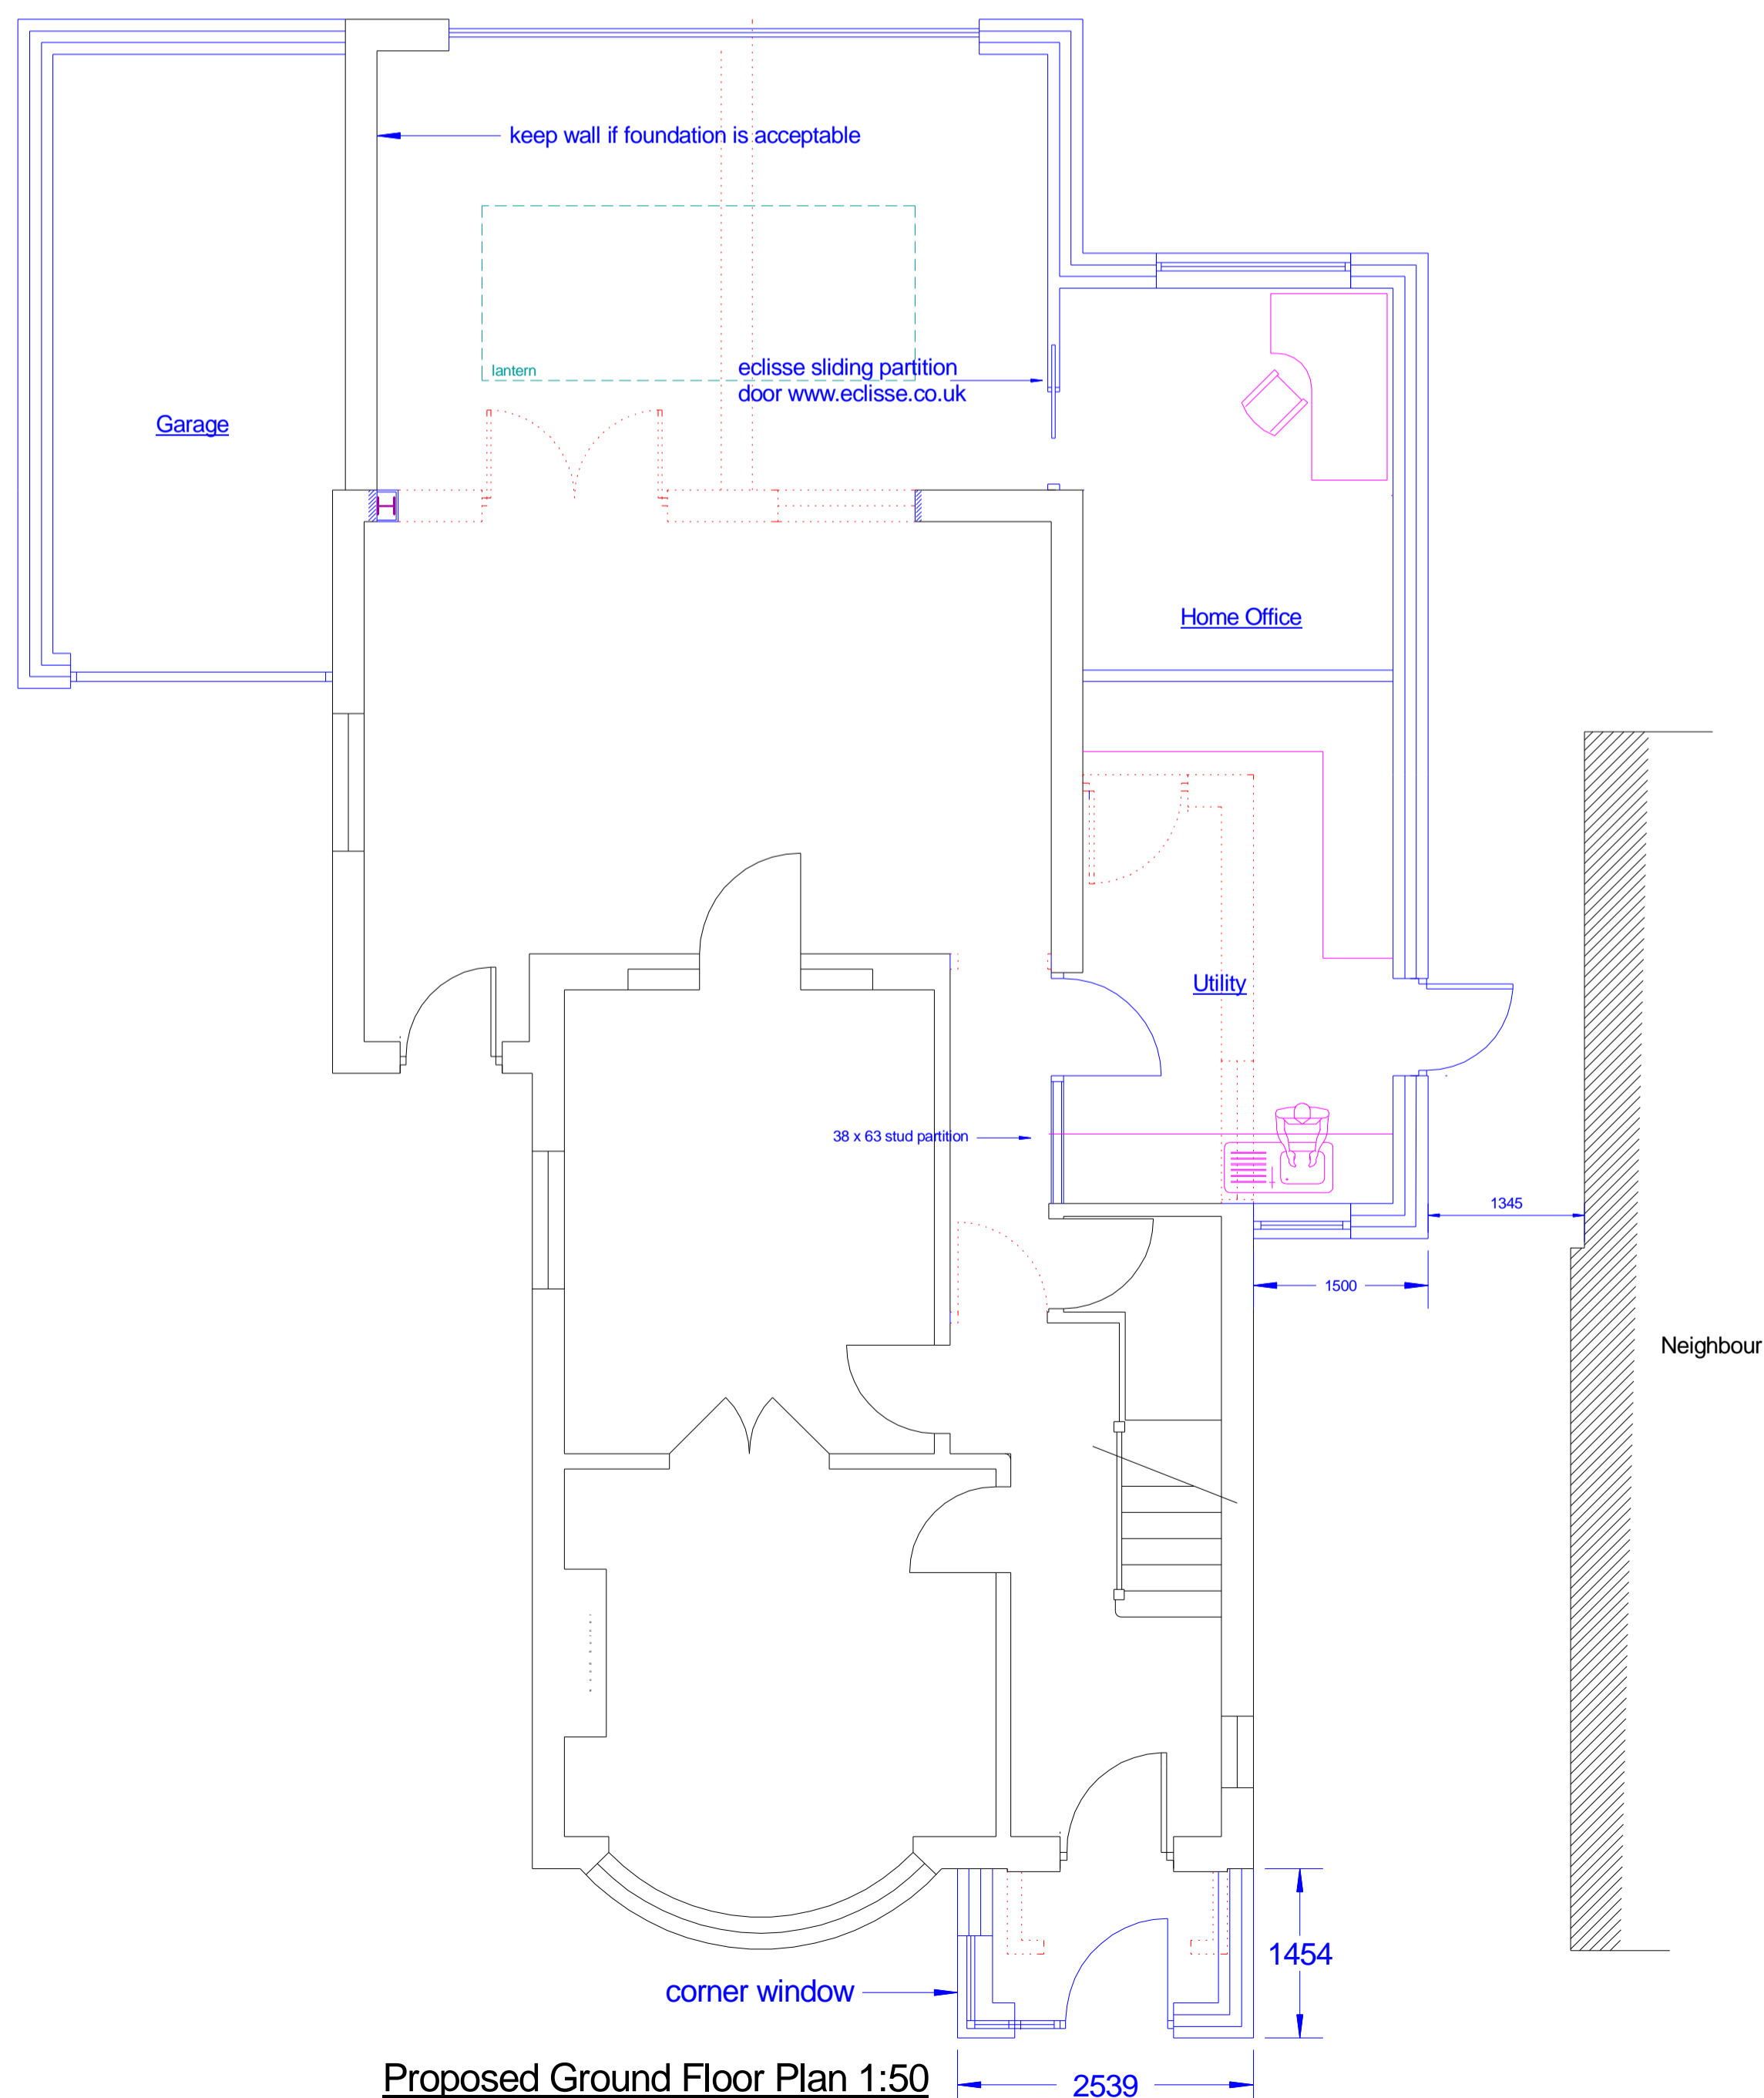 keep wall if foundation is acceptable
lantern
eclisse sliding partition
door www.eclisse.co.uk
Garage
H
Home Office
Utility
38 x 63 stud partition
1345
1500
Neighbour
1454
corner window
Proposed Ground Floor Plan 1:50
2539